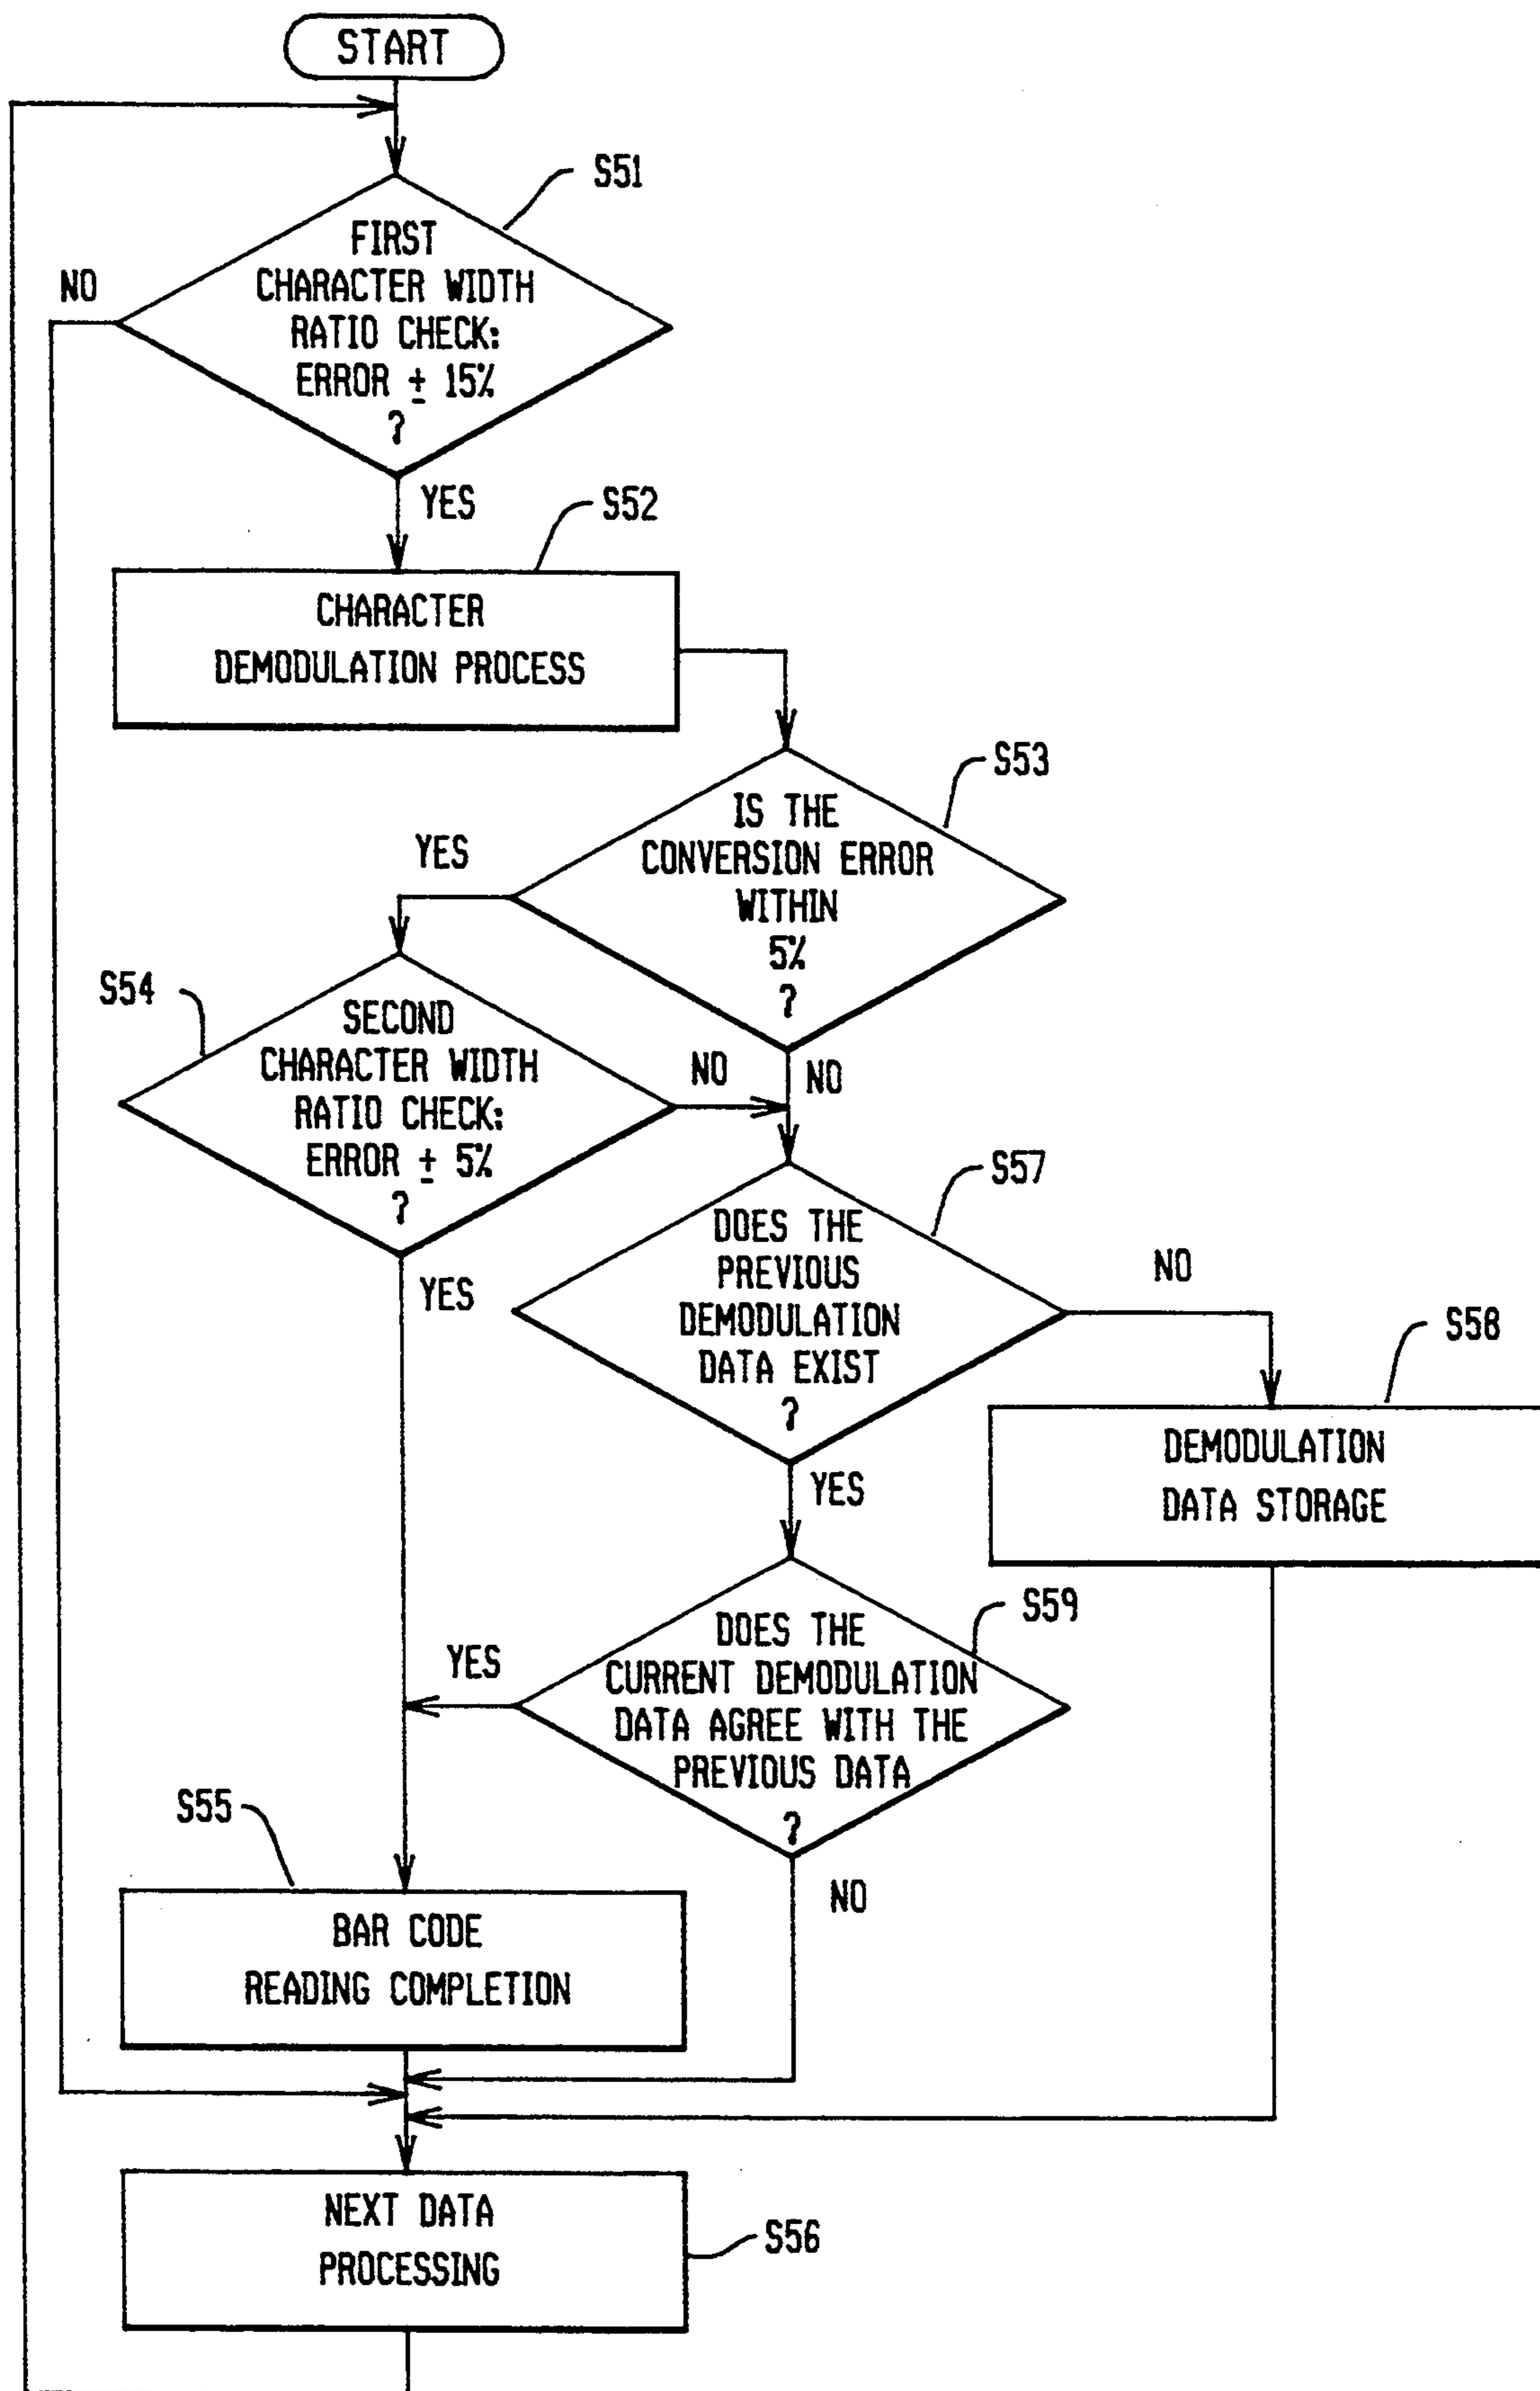 START
S51
FIRST
CHARACTER WIDTH
RATIO CHECK:
ERROR ± 15%
?
NO
YES
S52
CHARACTER
DEMODULATION PROCESS
S53
IS THE
CONVERSION ERROR
WITHIN
5%
?
YES
NO
S54
SECOND
CHARACTER WIDTH
RATIO CHECK:
ERROR ± 5%
?
NO
YES
S57
DOES THE
PREVIOUS
DEMODULATION
DATA EXIST
?
NO
YES
S58
DEMODULATION
DATA STORAGE
S59
DOES THE
CURRENT DEMODULATION
DATA AGREE WITH THE
PREVIOUS DATA
?
YES
NO
S55
BAR CODE
READING COMPLETION
NEXT DATA
PROCESSING
S56